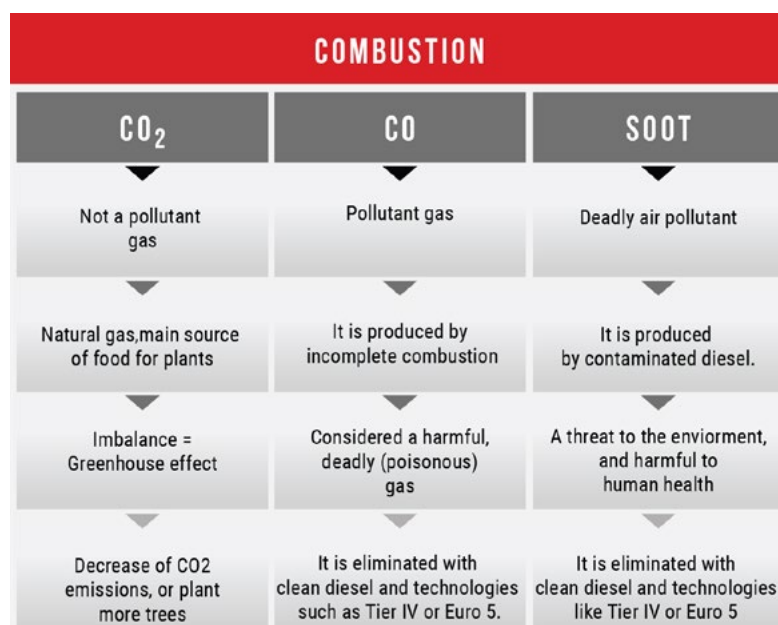 COMBUSTION
CO₂
CO
SOOT
Not a pollutant
gas
Pollutant gas
Deadly air pollutant
Natural gas,main source
of food for plants
It is produced by
incomplete combustion
It is produced
by contaminated diesel.
Imbalance =
Greenhouse effect
Considered a harmful,
deadly (poisonous)
gas
A threat to the enviorment,
and harmful to
human health
Decrease of CO2
emissions, or plant
more trees
It is eliminated with
clean diesel and technologies
such as Tier IV or Euro 5.
It is eliminated with
clean diesel and technologies
like Tier IV or Euro 5